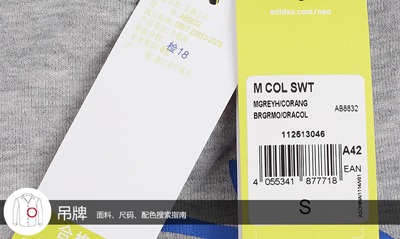 AB8832
检18
adidas.com/neo
M COL SWT
MGREYH/CORANG
BRGRMO/ORACOL
AB8832
112513046
A42
EAN
4 055341 877718
S
吊牌
面料、尺码、配色搜索指南